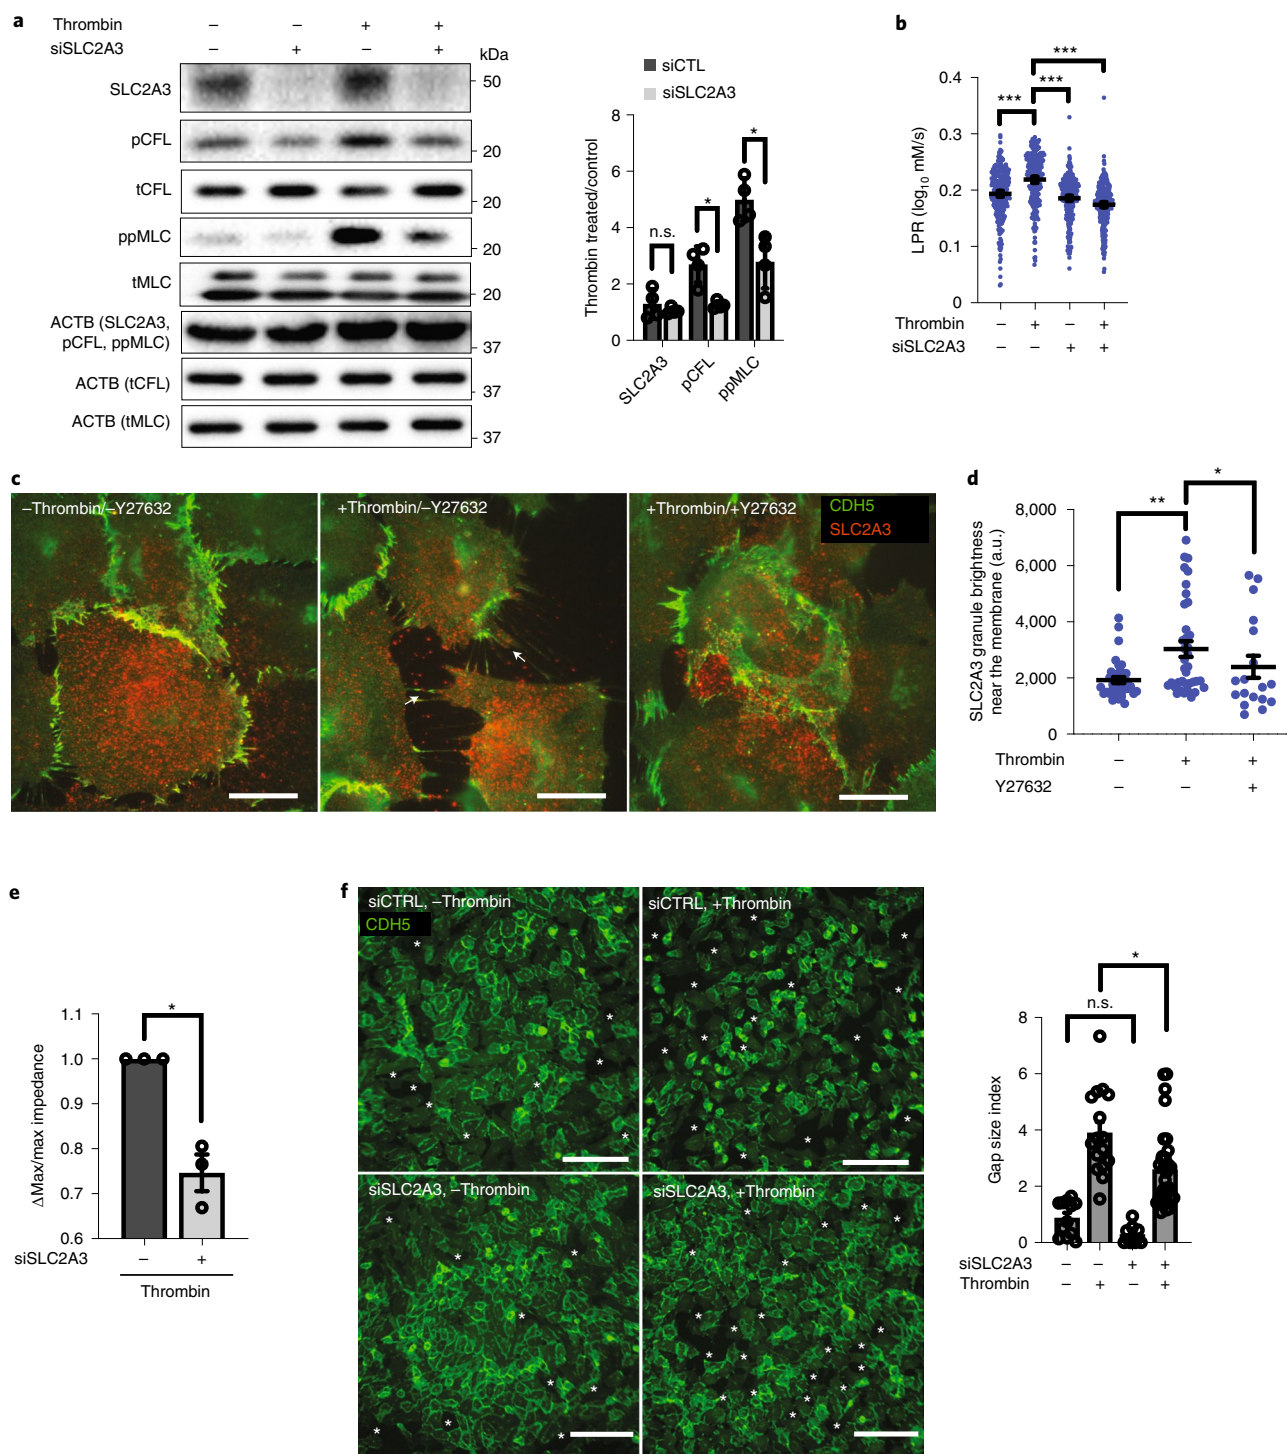 a
Thrombin – – + +
siSLC2A3 – + – +
kDa
SLC2A3
50
pCFL
20
tCFL
20
ppMLC
20
tMLC
20
ACTB (SLC2A3,
pCFL, ppMLC)
37
ACTB (tCFL)
37
ACTB (tMLC)
37
siCTL
siSLC2A3
Thrombin treated/control
8
6
4
2
0
n.s.
*
*
SLC2A3
pCFL
ppMLC
b
LPR (log10 mM/s)
0.4
0.3
0.2
0.1
0
***
***
***
Thrombin – + – +
siSLC2A3 – – + +
c
–Thrombin/–Y27632
+Thrombin/–Y27632
+Thrombin/+Y27632
CDH5
SLC2A3
d
SLC2A3 granule brightness
near the membrane (a.u.)
8,000
6,000
4,000
2,000
0
**
*
Thrombin – + +
Y27632 – – +
e
ΔMax/max impedance
1.1
1.0
0.9
0.8
0.7
0.6
*
siSLC2A3 – +
Thrombin
f
siCTRL, –Thrombin
CDH5
siCTRL, +Thrombin
siSLC2A3, –Thrombin
siSLC2A3, +Thrombin
Gap size index
8
6
4
2
0
n.s.
*
siSLC2A3 – – + +
Thrombin – + – +